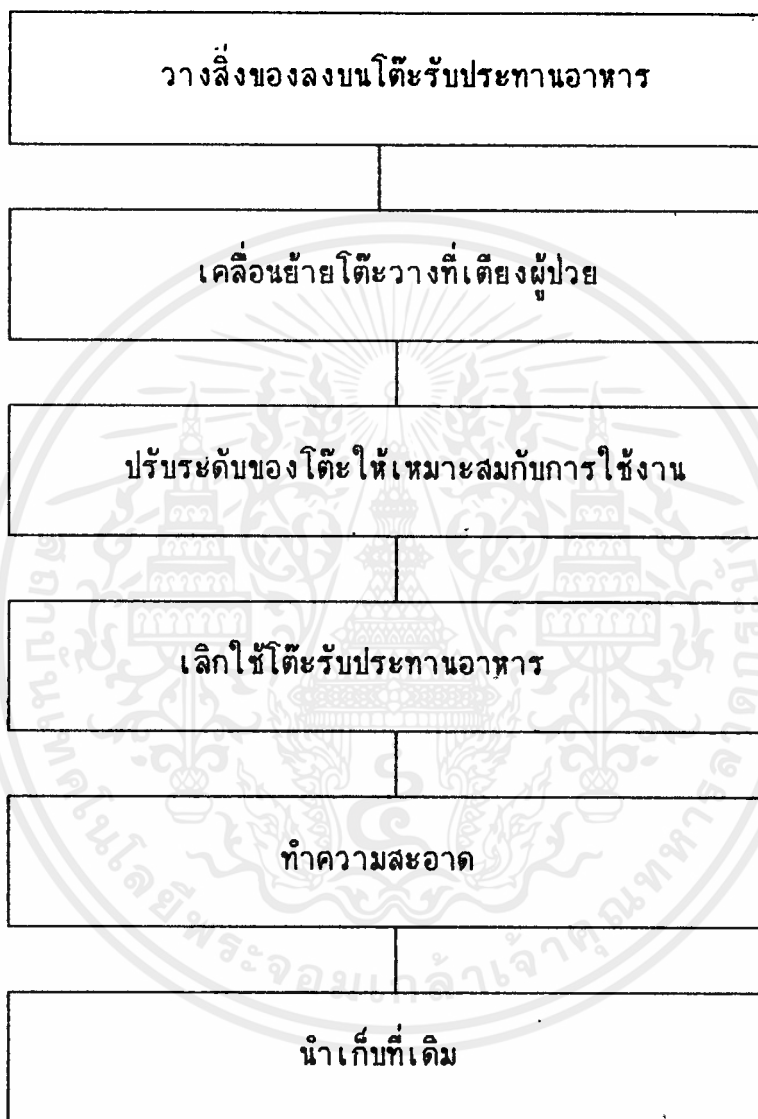 วางสิ่งของลงบนโต๊ะรับประทานอาหาร
เคลื่อนย้ายโต๊ะวางที่เตียงผู้ป่วย
ปรับระดับของโต๊ะให้เหมาะสมกับการใช้งาน
เลิกใช้โต๊ะรับประทานอาหาร
ทำความสะอาด
นำเก็บที่เดิม